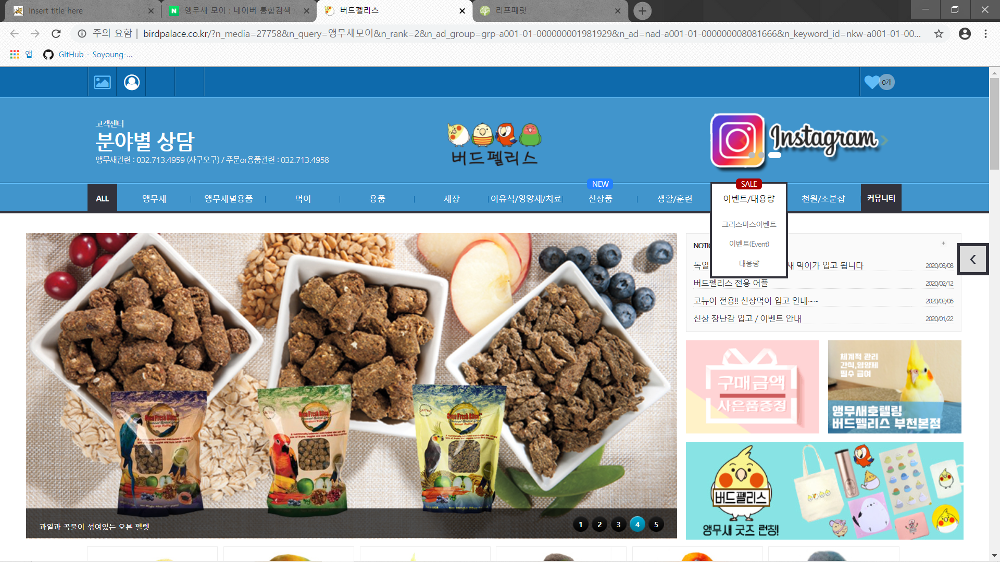 Insert title here
앵무새 모이 : 네이버 통합검색
버드펠리스
리프패럿
주의 요함 | birdpalace.co.kr/?n_media=27758&n_query=앵무새모이&n_rank=2&n_ad_group=grp-a001-01-000000001981929&n_ad=nad-a001-01-000000008081666&n_keyword_id=nkw-a001-01-00...
앱
GitHub - Soyoung-...
0개
고객센터
분야별 상담
앵무새관련 : 032.713.4959 (사구오구) / 주문or용품관련 : 032.713.4958
버드펠리스
Instagram
NEW
SALE
ALL
앵무새
앵무새별용품
먹이
용품
새장
이유식/영양제/치료
신상품
생활/훈련
이벤트/대용량
천원/소분샵
커뮤니티
크리스마스이벤트
이벤트(Event)
대용량
NOTIC
+
독일 새 먹이가 입고 됩니다 2020/03/08
버드펠리스 전용 어플 2020/02/12
코뉴어 전용!! 신상먹이 입고 안내~~ 2020/02/06
신상 장난감 입고 / 이벤트 안내 2020/01/22
구매 금액
사은품증정
체계적 관리
간식,영양제
필수 급여
앵무새호텔링
버드펠리스 부천본점
버드펠리스
앵무새 굿즈 런칭!
Oven Fresh Bites
Oven Fresh Bites
Oven Fresh Bites
과일과 곡물이 섞여있는 오븐 펠렛
1 2 3 4 5